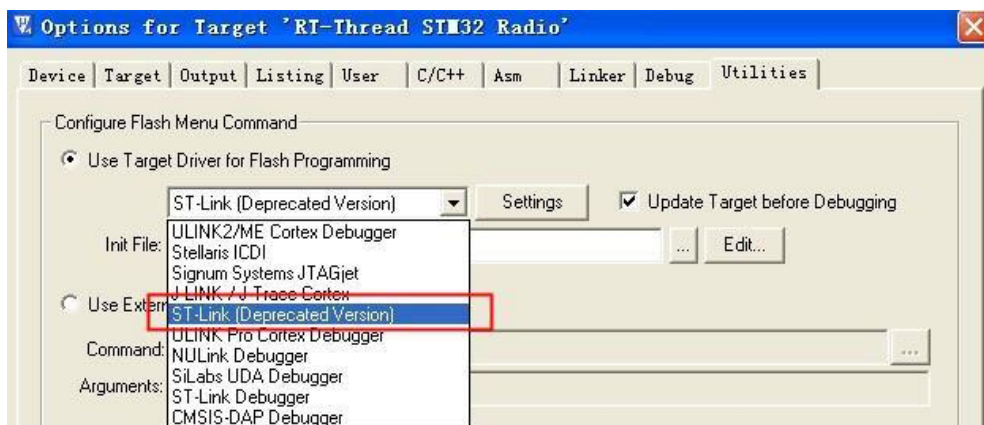 Options for Target 'RT-Thread STM32 Radio'
Device Target Output Listing User C/C++ Asm Linker Debug Utilities
Configure Flash Menu Command
Use Target Driver for Flash Programming
ST-Link (Deprecated Version) Settings Update Target before Debugging
ULINK2/ME Cortex Debugger
Init File: ... Edit...
Stellaris ICDI
Signum Systems JTAGjet
J-LINK / J-Trace Cortex
Use Extern
ST-Link (Deprecated Version)
ULINK Pro Cortex Debugger
Command: ...
NULink Debugger
SiLabs UDA Debugger
Arguments:
ST-Link Debugger
CMSIS-DAP Debugger